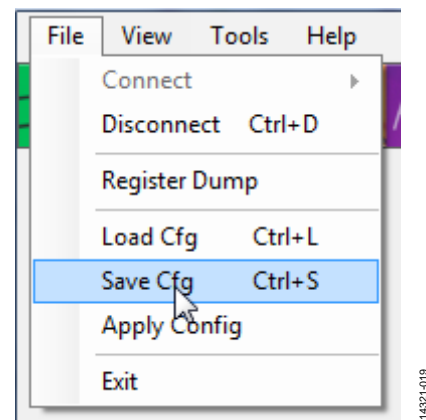 File View Tools Help
Connect
Disconnect Ctrl+D
Register Dump
Load Cfg Ctrl+L
Save Cfg Ctrl+S
Apply Config
Exit
14321-019